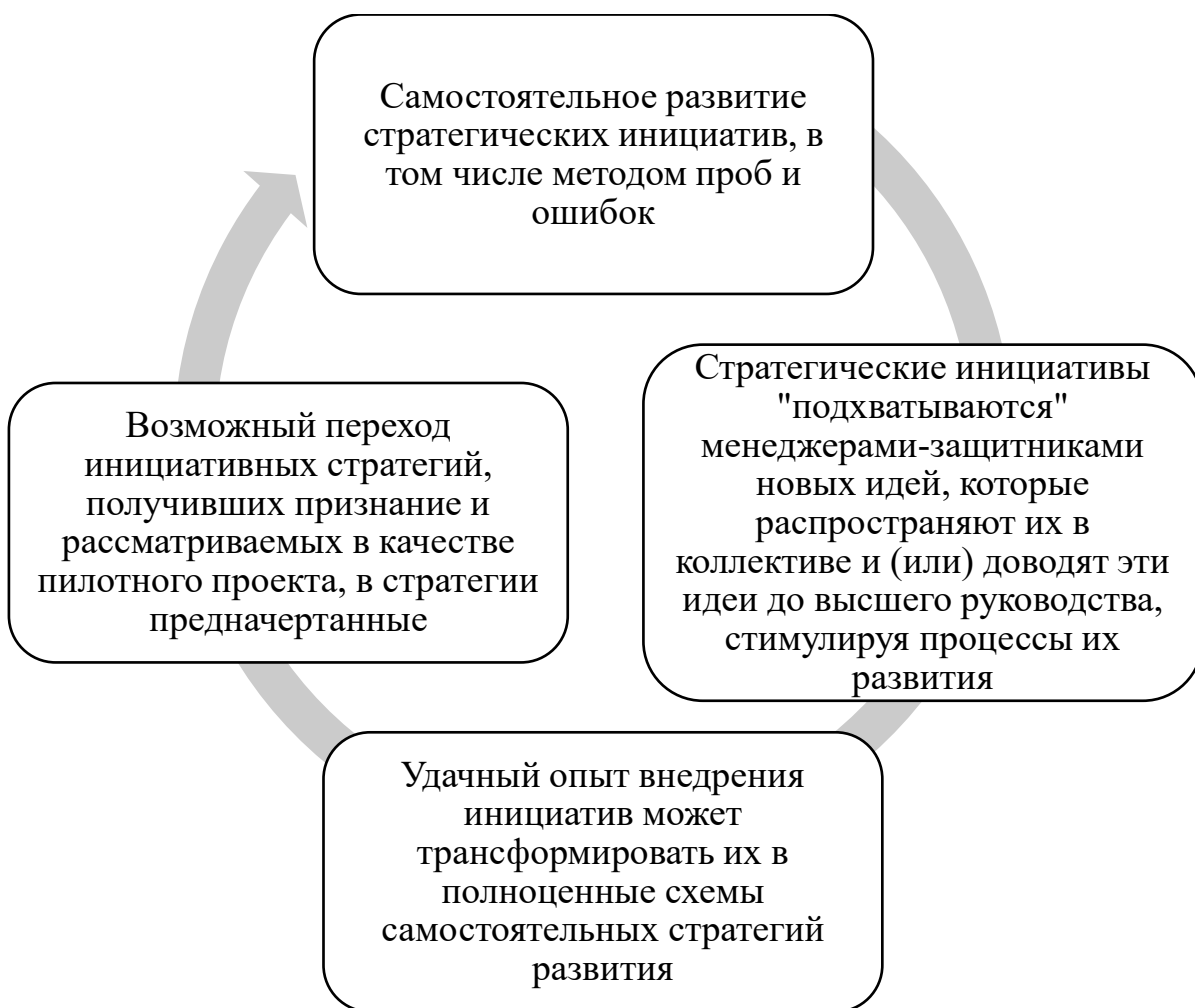 Самостоятельное развитие
стратегических инициатив, в
том числе методом проб и
ошибок
Стратегические инициативы
"подхватываются"
менеджерами-защитниками
новых идей, которые
распространяют их в
коллективе и (или) доводят эти
идеи до высшего руководства,
стимулируя процессы их
развития
Удачный опыт внедрения
инициатив может
трансформировать их в
полноценные схемы
самостоятельных стратегий
развития
Возможный переход
инициативных стратегий,
получивших признание и
рассматриваемых в качестве
пилотного проекта, в стратегии
предначертанные